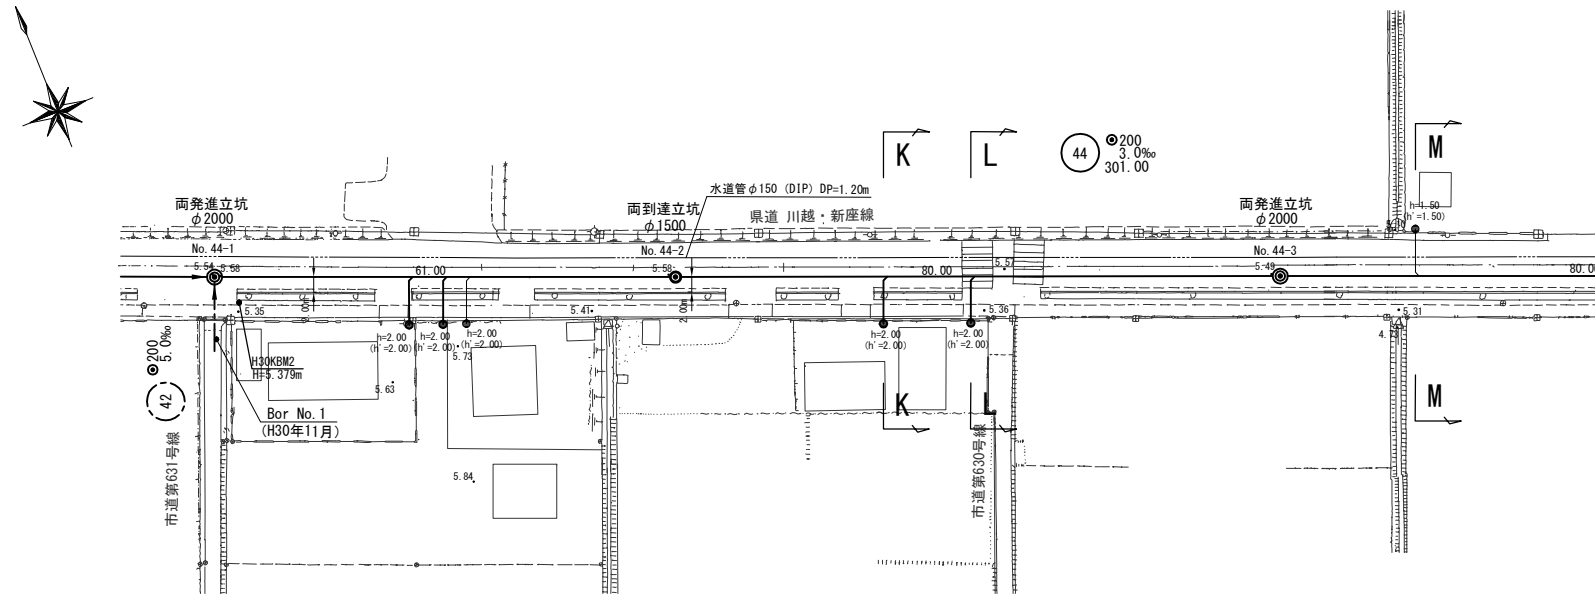 K
L
44
200
3.0‰
301.00
M
両発進立坑
φ2000
水道管φ150 (DIP) DP=1.20m
両到達立坑
φ1500
県道 川越・新座線
両発進立坑
φ2000
h=1.50
(h'=1.50)
No.44-1
No.44-2
No.44-3
5.54
5.58
61.00
5.58
80.00
5.57
5.49
80.00
5.35
5.41
2.00m
5.36
5.31
h=2.00
(h'=2.00)
h=2.00
(h'=2.00)
h=2.00
(h'=2.00)
h=2.00
(h'=2.00)
h=2.00
(h'=2.00)
5.73
200
5.0‰
42
H30KBM2
H=5.379m
5.63
Bor No.1
(H30年11月)
K
L
M
市道第631号線
5.84
市道第630号線